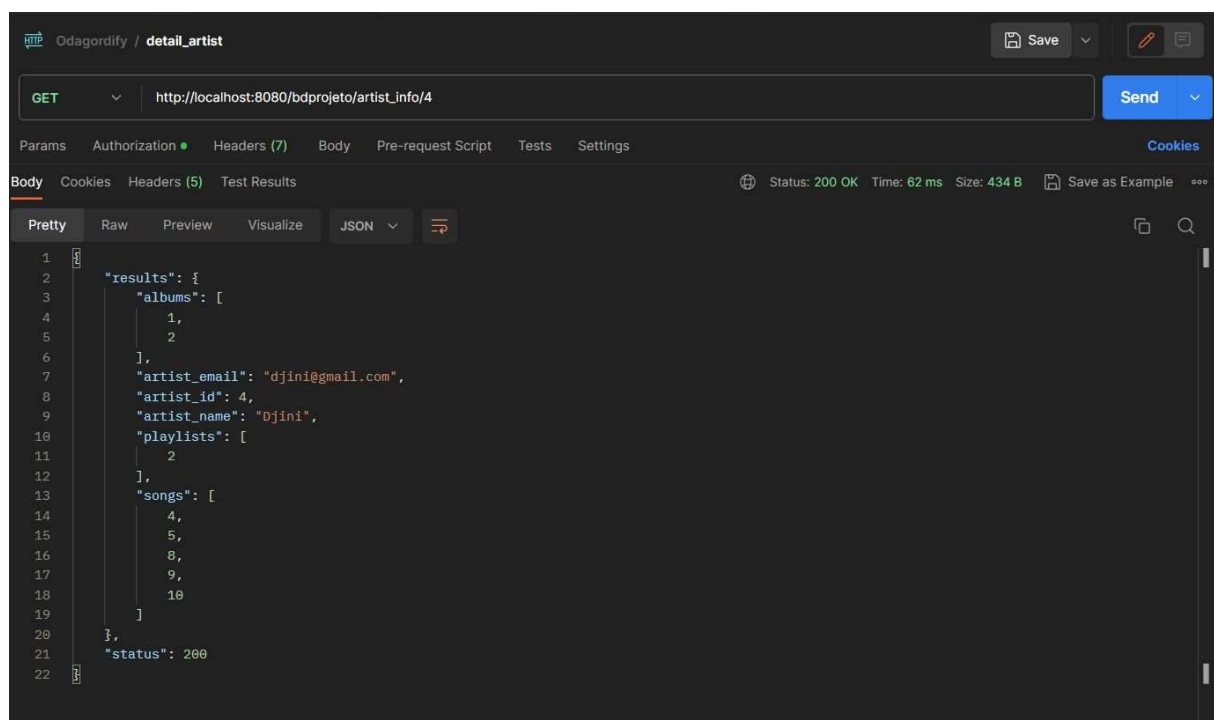 HTTP Odagordify / detail_artist
Save
GET http://localhost:8080/bdprojeto/artist_info/4 Send
Params Authorization Headers (7) Body Pre-request Script Tests Settings Cookies
Body Cookies Headers (5) Test Results Status: 200 OK Time: 62 ms Size: 434 B Save as Example
Pretty Raw Preview Visualize JSON
1 {
2 "results": {
3 "albums": [
4 1,
5 2
6 ],
7 "artist_email": "djini@gmail.com",
8 "artist_id": 4,
9 "artist_name": "Djini",
10 "playlists": [
11 2
12 ],
13 "songs": [
14 4,
15 5,
16 8,
17 9,
18 10
19 ]
20 },
21 "status": 200
22 }